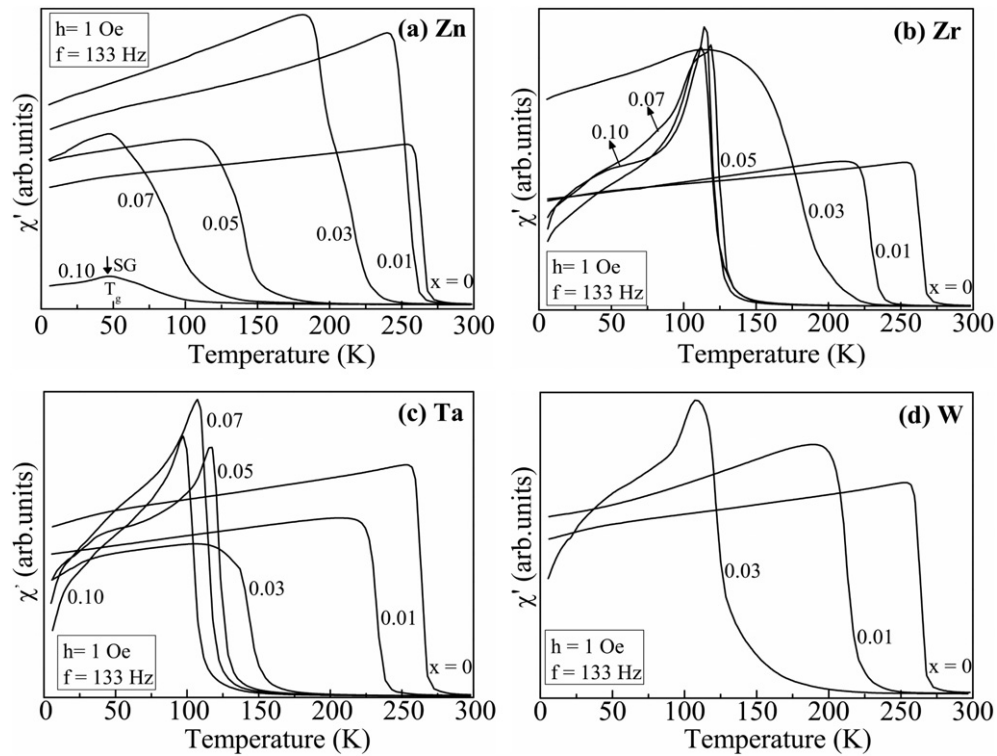 h= 1 Oe
f = 133 Hz
(a) Zn
0.07
0.05
0.03
0.01
x = 0
0.10
SG
Tg
χ' (arb.units)
0 50 100 150 200 250 300
Temperature (K)
(b) Zr
0.07
0.10
0.05
0.03
0.01
x = 0
h= 1 Oe
f = 133 Hz
χ' (arb.units)
0 50 100 150 200 250 300
Temperature (K)
(c) Ta
0.07
0.05
0.03
0.01
0.10
x = 0
h= 1 Oe
f = 133 Hz
χ' (arb.units)
0 50 100 150 200 250 300
Temperature (K)
(d) W
0.03
0.01
x = 0
h = 1 Oe
f = 133 Hz
χ' (arb.units)
0 50 100 150 200 250 300
Temperature (K)